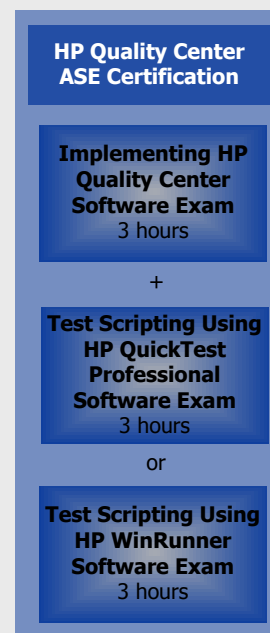 HP Quality Center
ASE Certification
Implementing HP
Quality Center
Software Exam
3 hours
+
Test Scripting Using
HP QuickTest
Professional
Software Exam
3 hours
or
Test Scripting Using
HP WinRunner
Software Exam
3 hours